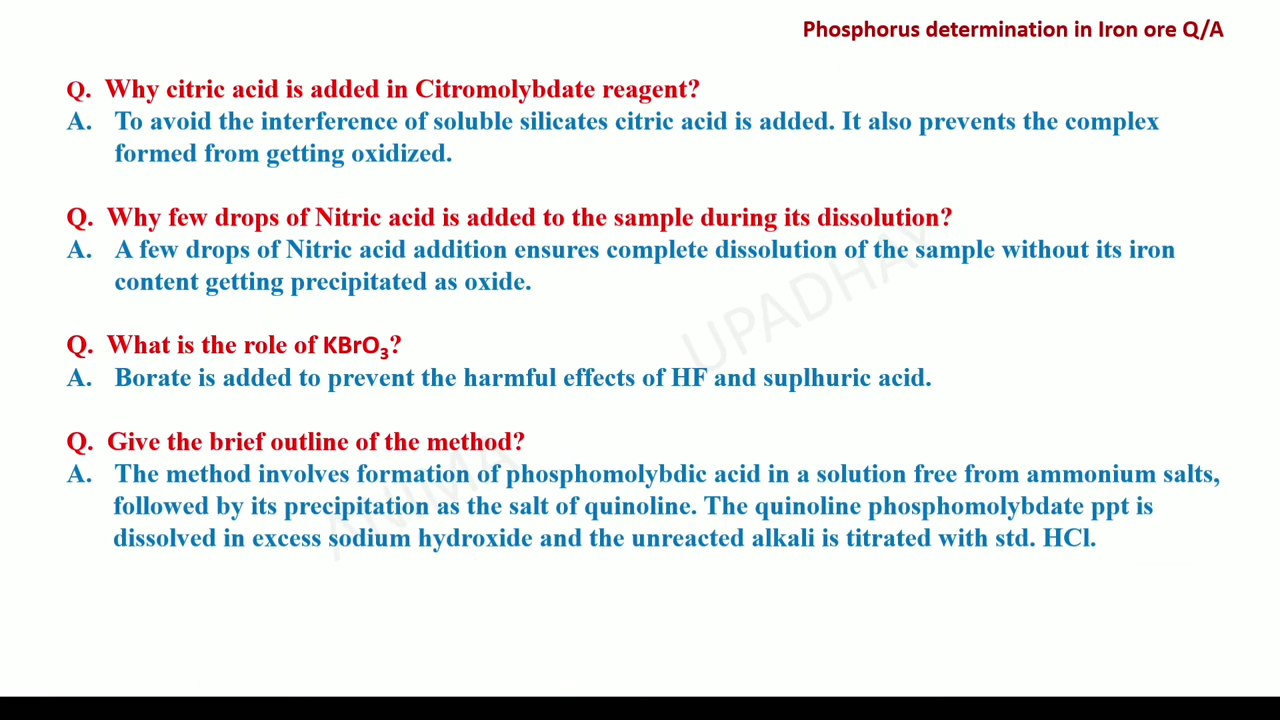 Phosphorus determination in Iron ore Q/A
Q. Why citric acid is added in Citromolybdate reagent?
A. To avoid the interference of soluble silicates citric acid is added. It also prevents the complex
formed from getting oxidized.
Q. Why few drops of Nitric acid is added to the sample during its dissolution?
A. A few drops of Nitric acid addition ensures complete dissolution of the sample without its iron
content getting precipitated as oxide.
Q. What is the role of KBrO₃?
A. Borate is added to prevent the harmful effects of HF and suplhuric acid.
Q. Give the brief outline of the method?
A. The method involves formation of phosphomolybdic acid in a solution free from ammonium salts,
followed by its precipitation as the salt of quinoline. The quinoline phosphomolybdate ppt is
dissolved in excess sodium hydroxide and the unreacted alkali is titrated with std. HCl.
ANIMA UPADHAY